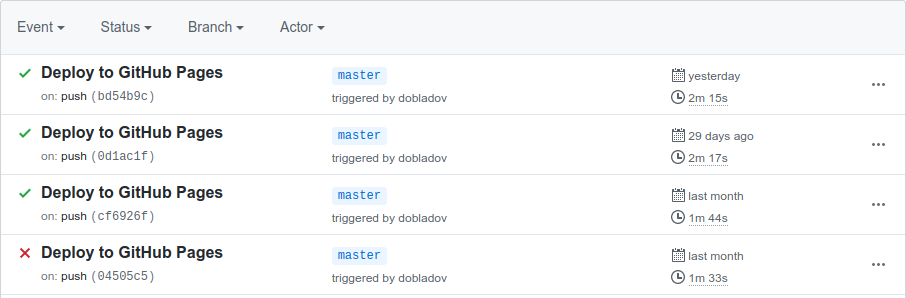 Event Status Branch Actor
Deploy to GitHub Pages master yesterday
on: push (bd54b9c) triggered by dobladov 2m 15s
Deploy to GitHub Pages master 29 days ago
on: push (0d1ac1f) triggered by dobladov 2m 17s
Deploy to GitHub Pages master last month
on: push (cf6926f) triggered by dobladov 1m 44s
Deploy to GitHub Pages master last month
on: push (04505c5) triggered by dobladov 1m 33s